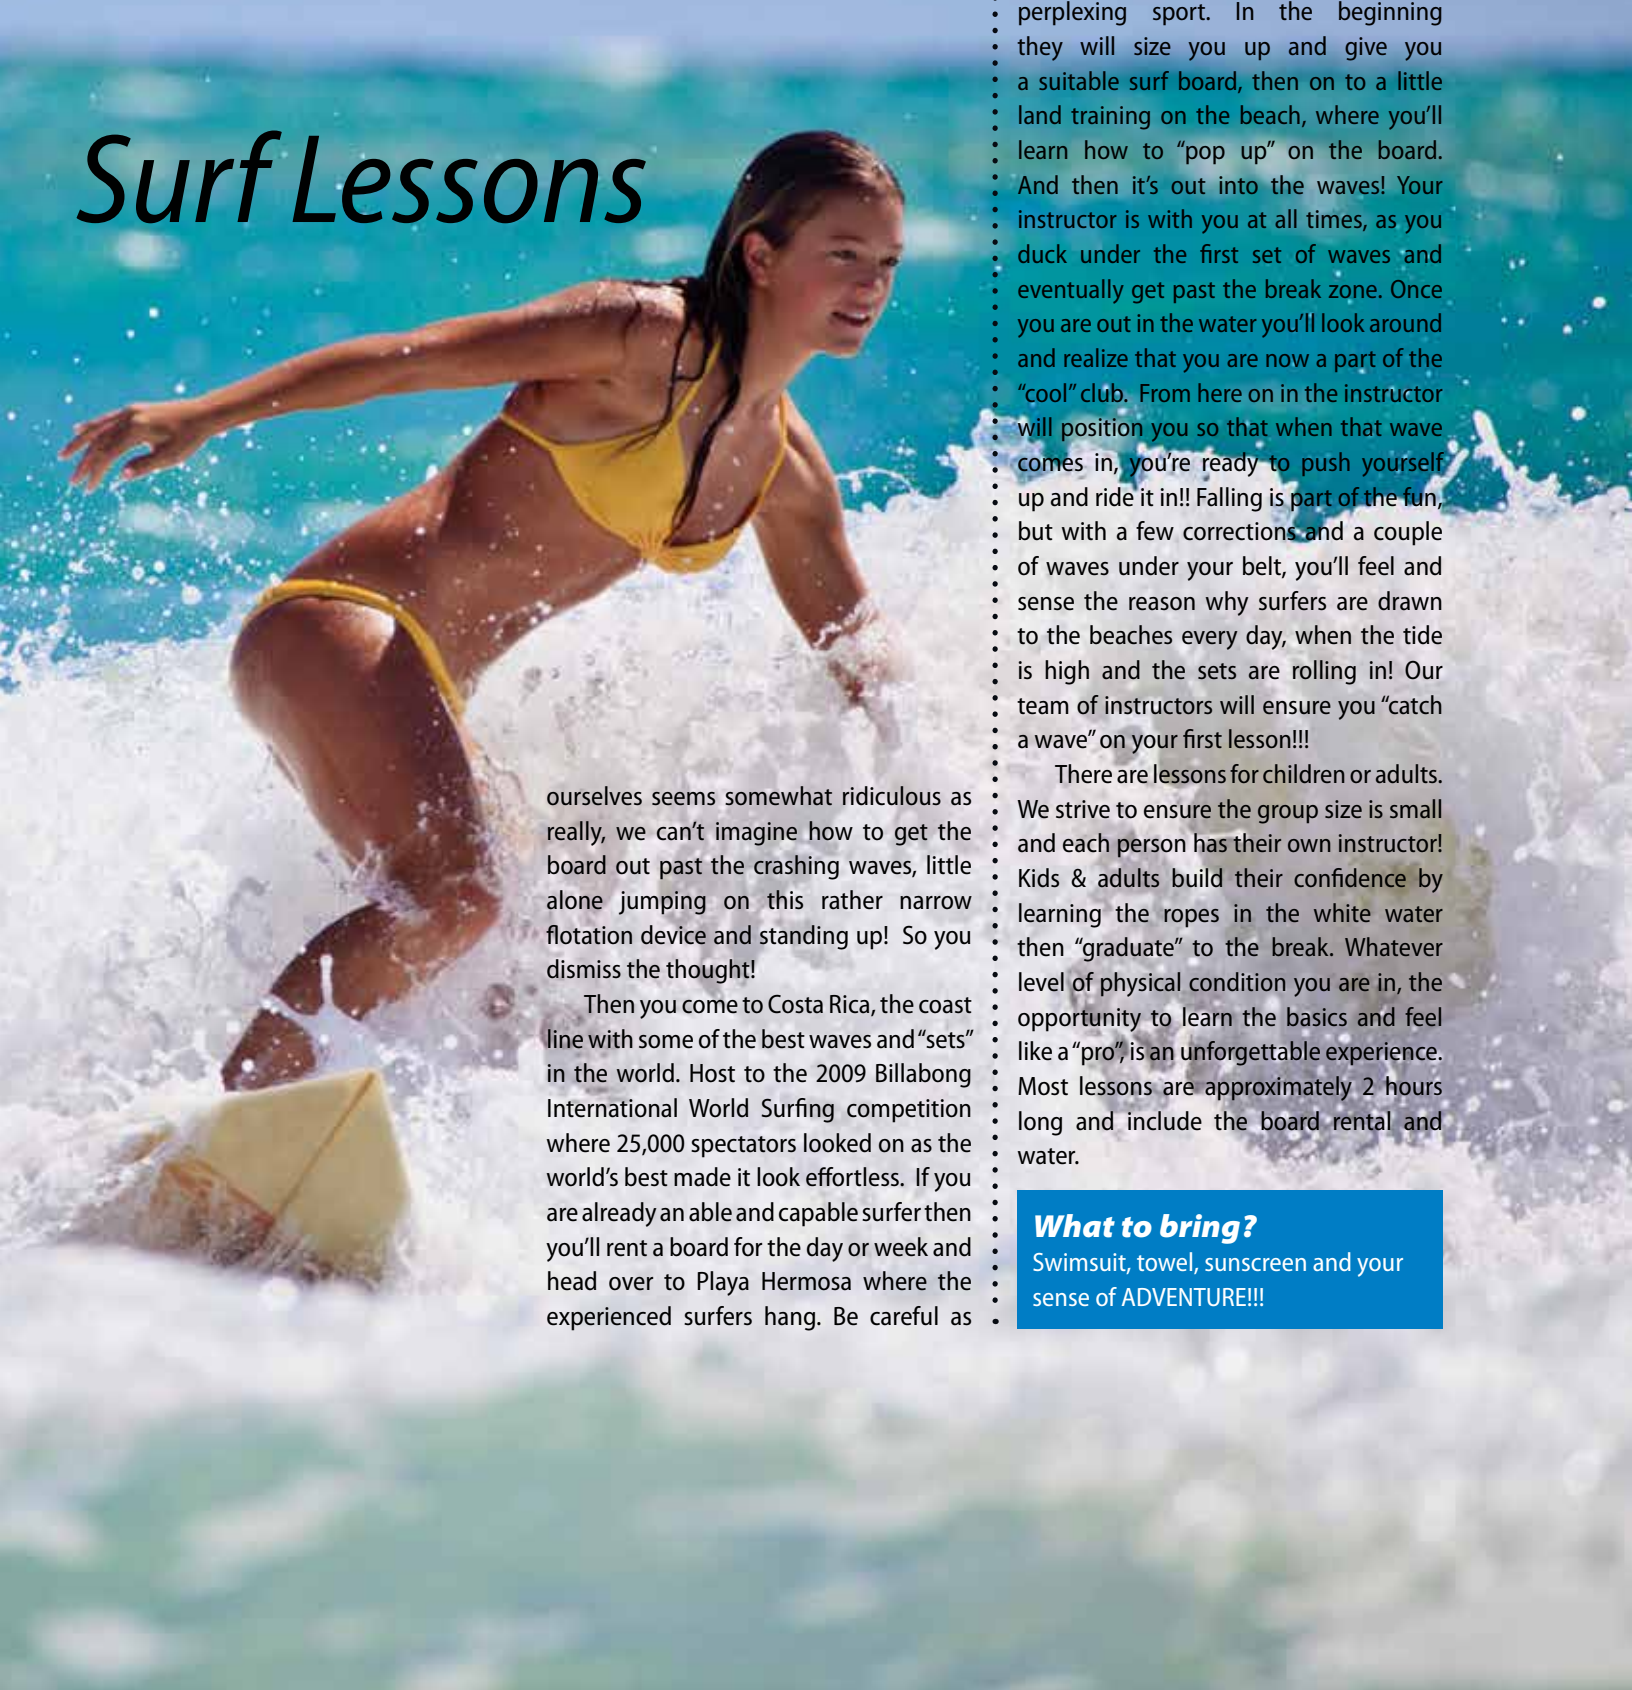 Surf Lessons
ourselves seems somewhat ridiculous as
really, we can't imagine how to get the
board out past the crashing waves, little
alone jumping on this rather narrow
flotation device and standing up! So you
dismiss the thought!
Then you come to Costa Rica, the coast
line with some of the best waves and “sets”
in the world. Host to the 2009 Billabong
International World Surfing competition
where 25,000 spectators looked on as the
world’s best made it look effortless. If you
are already an able and capable surfer then
you’ll rent a board for the day or week and
head over to Playa Hermosa where the
experienced surfers hang. Be careful as
perplexing sport. In the beginning
they will size you up and give you
a suitable surf board, then on to a little
land training on the beach, where you’ll
learn how to “pop up” on the board.
And then it’s out into the waves! Your
instructor is with you at all times, as you
duck under the first set of waves and
eventually get past the break zone. Once
you are out in the water you’ll look around
and realize that you are now a part of the
“cool” club. From here on in the instructor
will position you so that when that wave
comes in, you’re ready to push yourself
up and ride it in!! Falling is part of the fun,
but with a few corrections and a couple
of waves under your belt, you’ll feel and
sense the reason why surfers are drawn
to the beaches every day, when the tide
is high and the sets are rolling in! Our
team of instructors will ensure you “catch
a wave” on your first lesson!!!
There are lessons for children or adults.
We strive to ensure the group size is small
and each person has their own instructor!
Kids & adults build their confidence by
learning the ropes in the white water
then “graduate” to the break. Whatever
level of physical condition you are in, the
opportunity to learn the basics and feel
like a “pro”, is an unforgettable experience.
Most lessons are approximately 2 hours
long and include the board rental and
water.
What to bring?
Swimsuit, towel, sunscreen and your
sense of ADVENTURE!!!